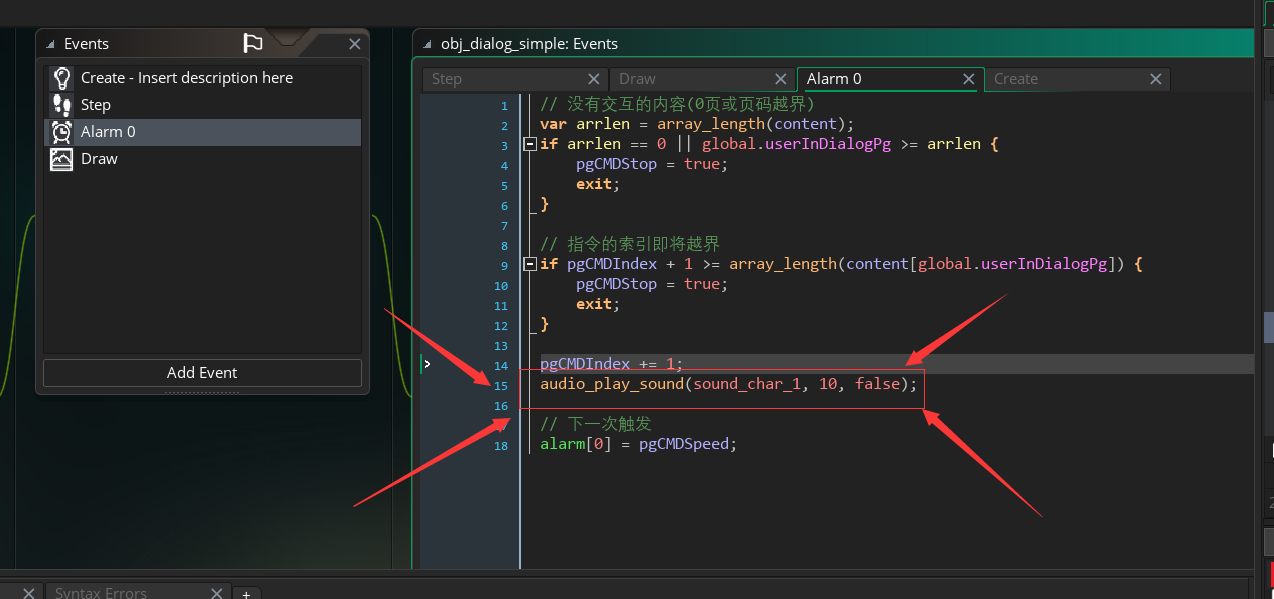 Events
Create - Insert description here
Step
Alarm 0
Draw
Add Event
obj_dialog_simple: Events
Step
Draw
Alarm 0
Create
1 // 没有交互的内容(0页或页码越界)
2 var arrlen = array_length(content);
3 if arrlen == 0 || global.userInDialogPg >= arrlen {
4 pgCMDStop = true;
5 exit;
6 }
7
8 // 指令的索引即将越界
9 if pgCMDIndex + 1 >= array_length(content[global.userInDialogPg]) {
10 pgCMDStop = true;
11 exit;
12 }
13
14 pgCMDIndex += 1;
15 audio_play_sound(sound_char_1, 10, false);
16
// 下一次触发
18 alarm[0] = pgCMDSpeed;
Syntax Errors